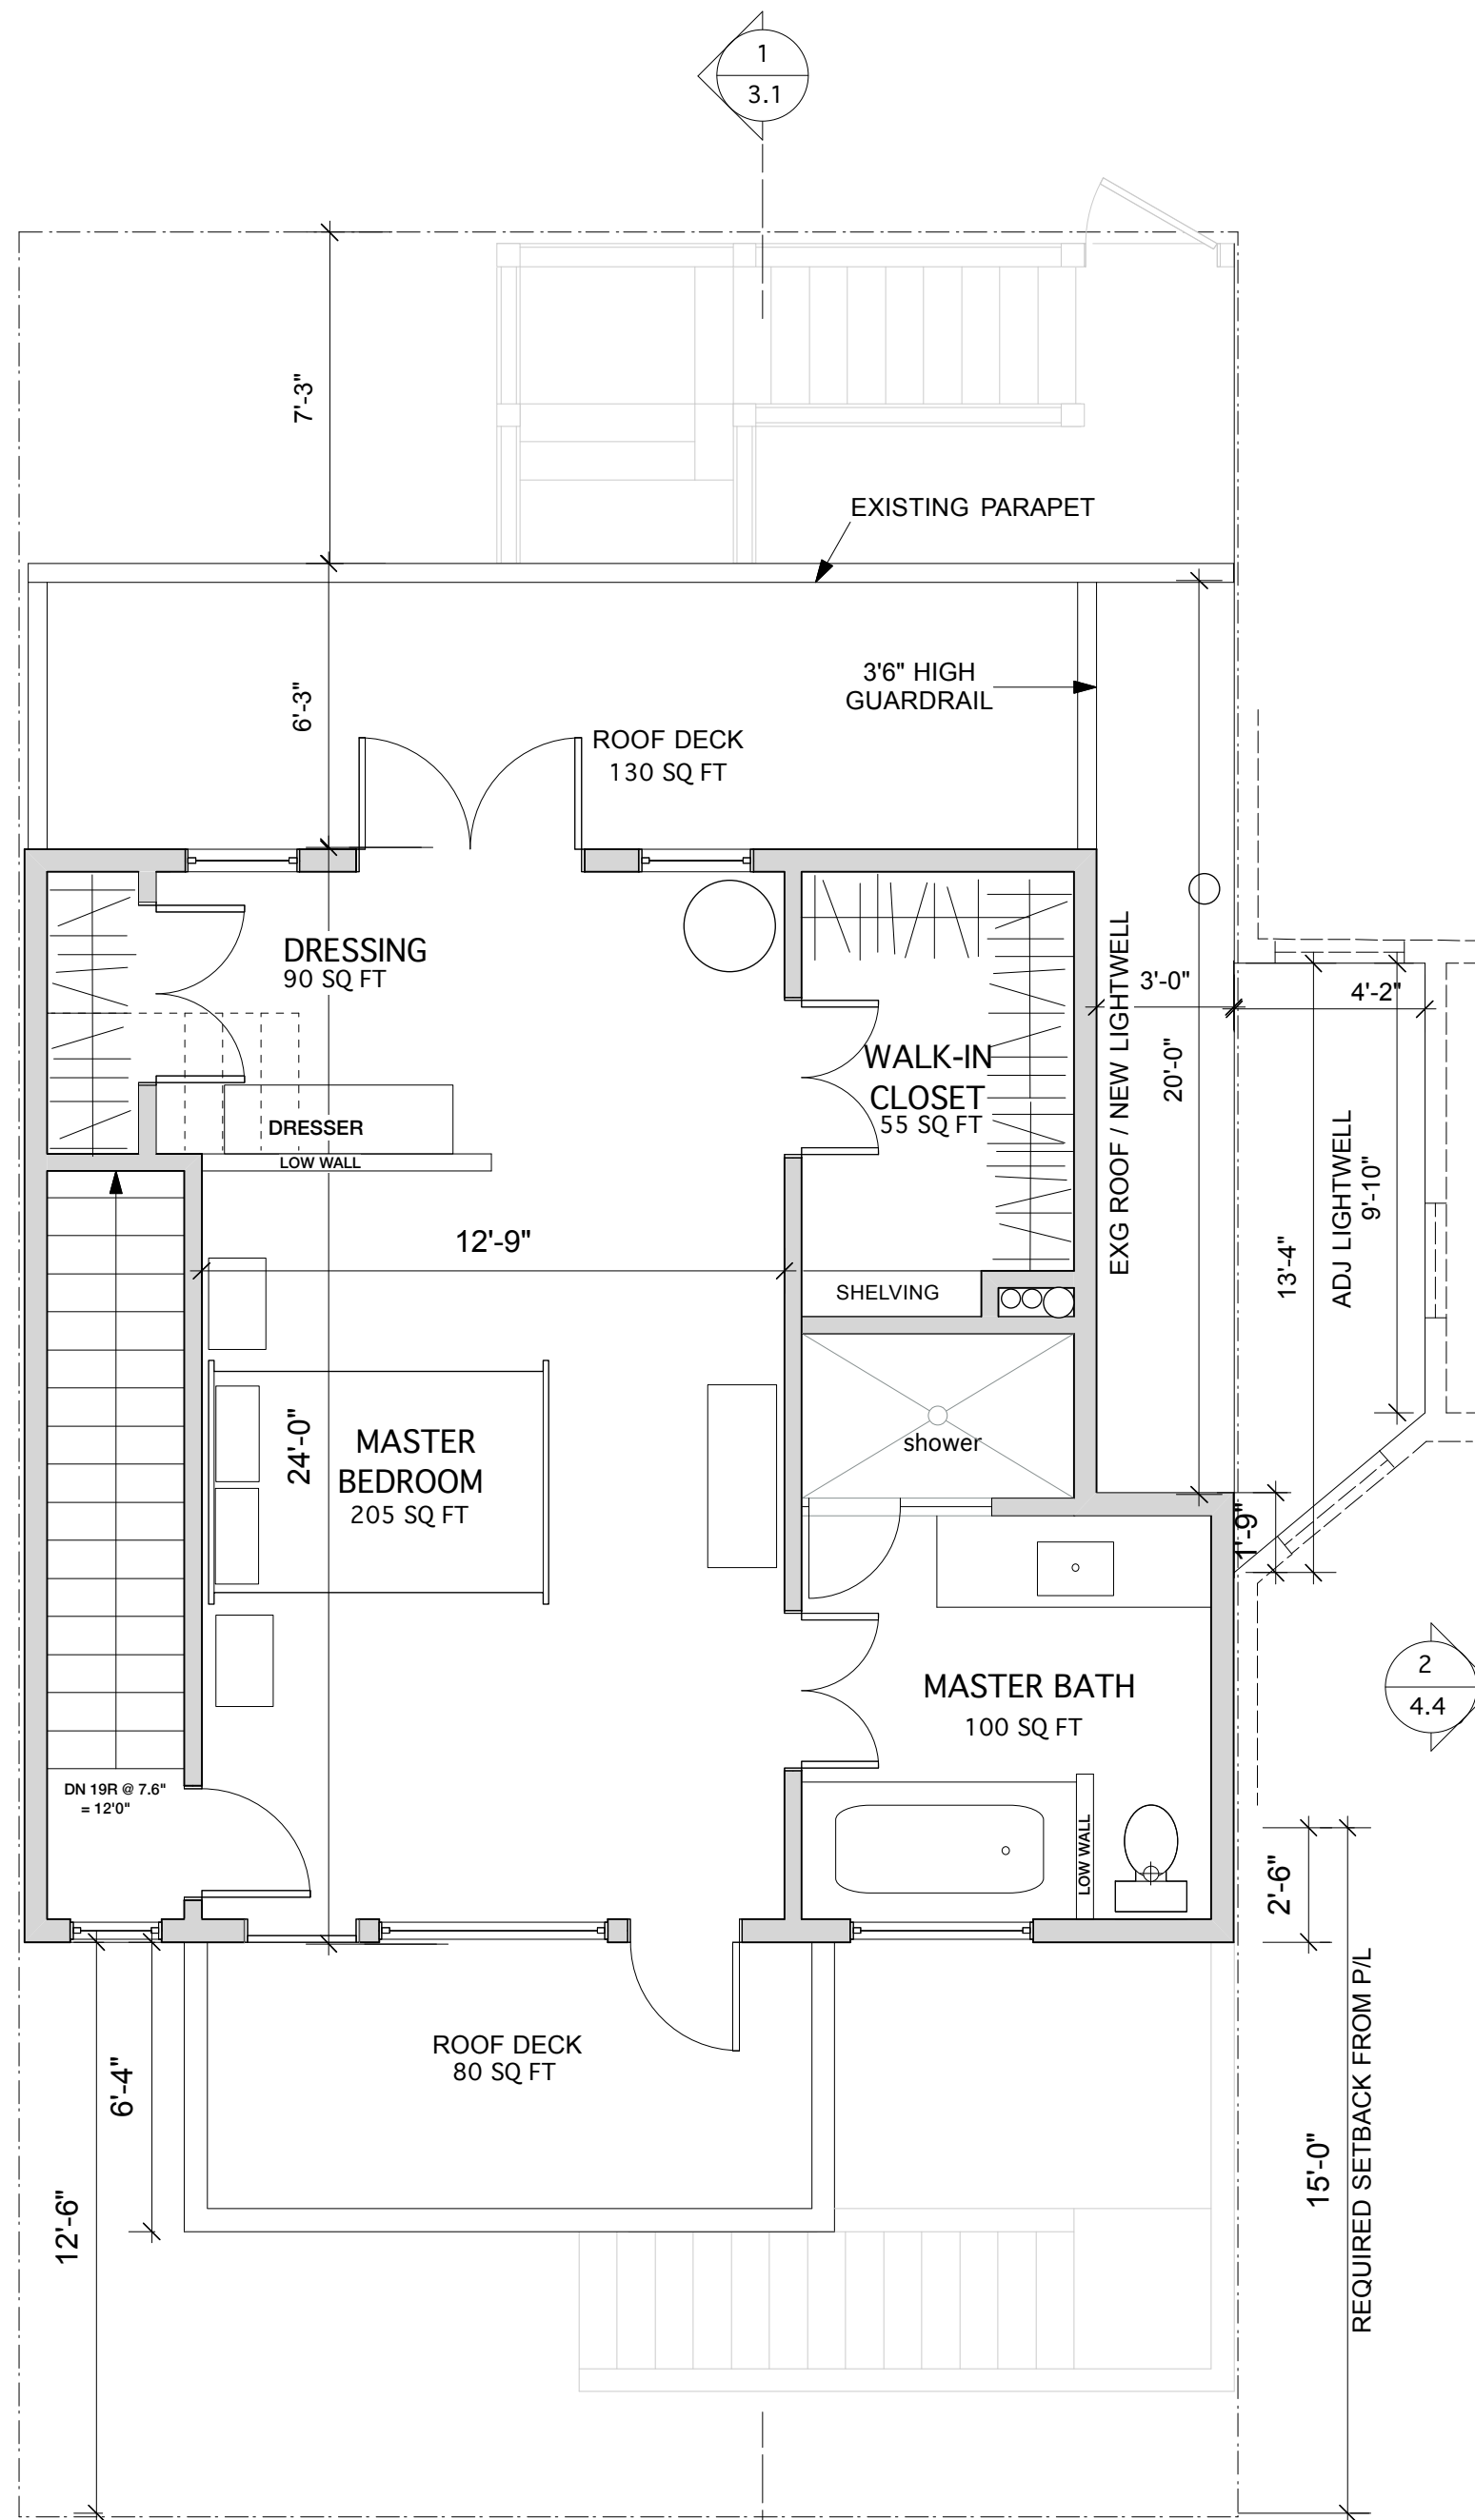 1
3.1
7'-3"
EXISTING PARAPET
6'-3"
3'6" HIGH
GUARDRAIL
ROOF DECK
130 SQ FT
DRESSING
90 SQ FT
3'-0"
4'-2"
EXG ROOF / NEW LIGHTWELL
20'-0"
WALK-IN
CLOSET
55 SQ FT
DRESSER
LOW WALL
ADJ LIGHTWELL
9'-10"
13'-4"
12'-9"
SHELVING
24'-0"
MASTER
BEDROOM
205 SQ FT
shower
1'-9"
2
4.4
MASTER BATH
100 SQ FT
DN 19R @ 7.6"
= 12'0"
LOW WALL
2'-6"
REQUIRED SETBACK FROM P/L
15'-0"
ROOF DECK
80 SQ FT
6'-4"
12'-6"